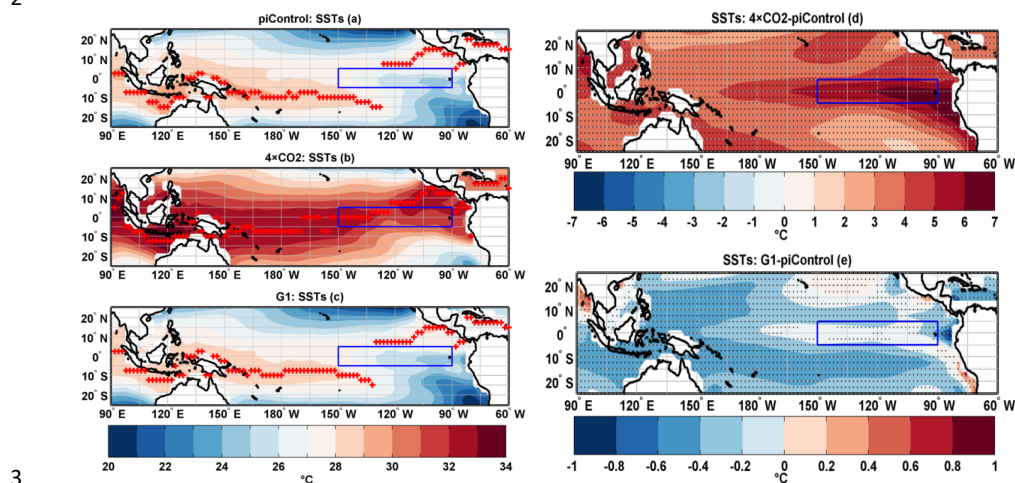 2
piControl: SSTs (a)
20° N
10° N
0°
10° S
20° S
90° E 120° E 150° E 180° W 150° W 120° W 90° W 60° W
4×CO2: SSTs (b)
20° N
10° N
0°
10° S
20° S
90° E 120° E 150° E 180° W 150° W 120° W 90° W 60° W
G1: SSTs (c)
20° N
10° N
0°
10° S
20° S
90° E 120° E 150° E 180° W 150° W 120° W 90° W 60° W
20 22 24 26 28 30 32 34
°C
SSTs: 4×CO2-piControl (d)
20° N
10° N
0°
10° S
20° S
90° E 120° E 150° E 180° W 150° W 120° W 90° W 60° W
-7 -6 -5 -4 -3 -2 -1 0 1 2 3 4 5 6 7
°C
SSTs: G1-piControl (e)
20° N
10° N
0°
10° S
20° S
90° E 120° E 150° E 180° W 150° W 120° W 90° W 60° W
-1 -0.8 -0.6 -0.4 -0.2 0 0.2 0.4 0.6 0.8 1
°C
3